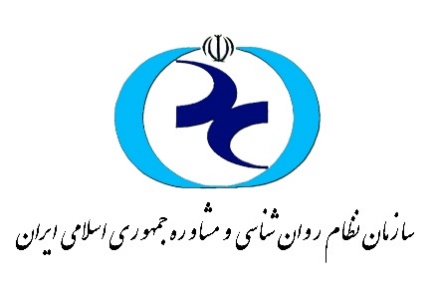 سازمان نظام روان شناسی و مشاوره جمهوری اسلامی ایران